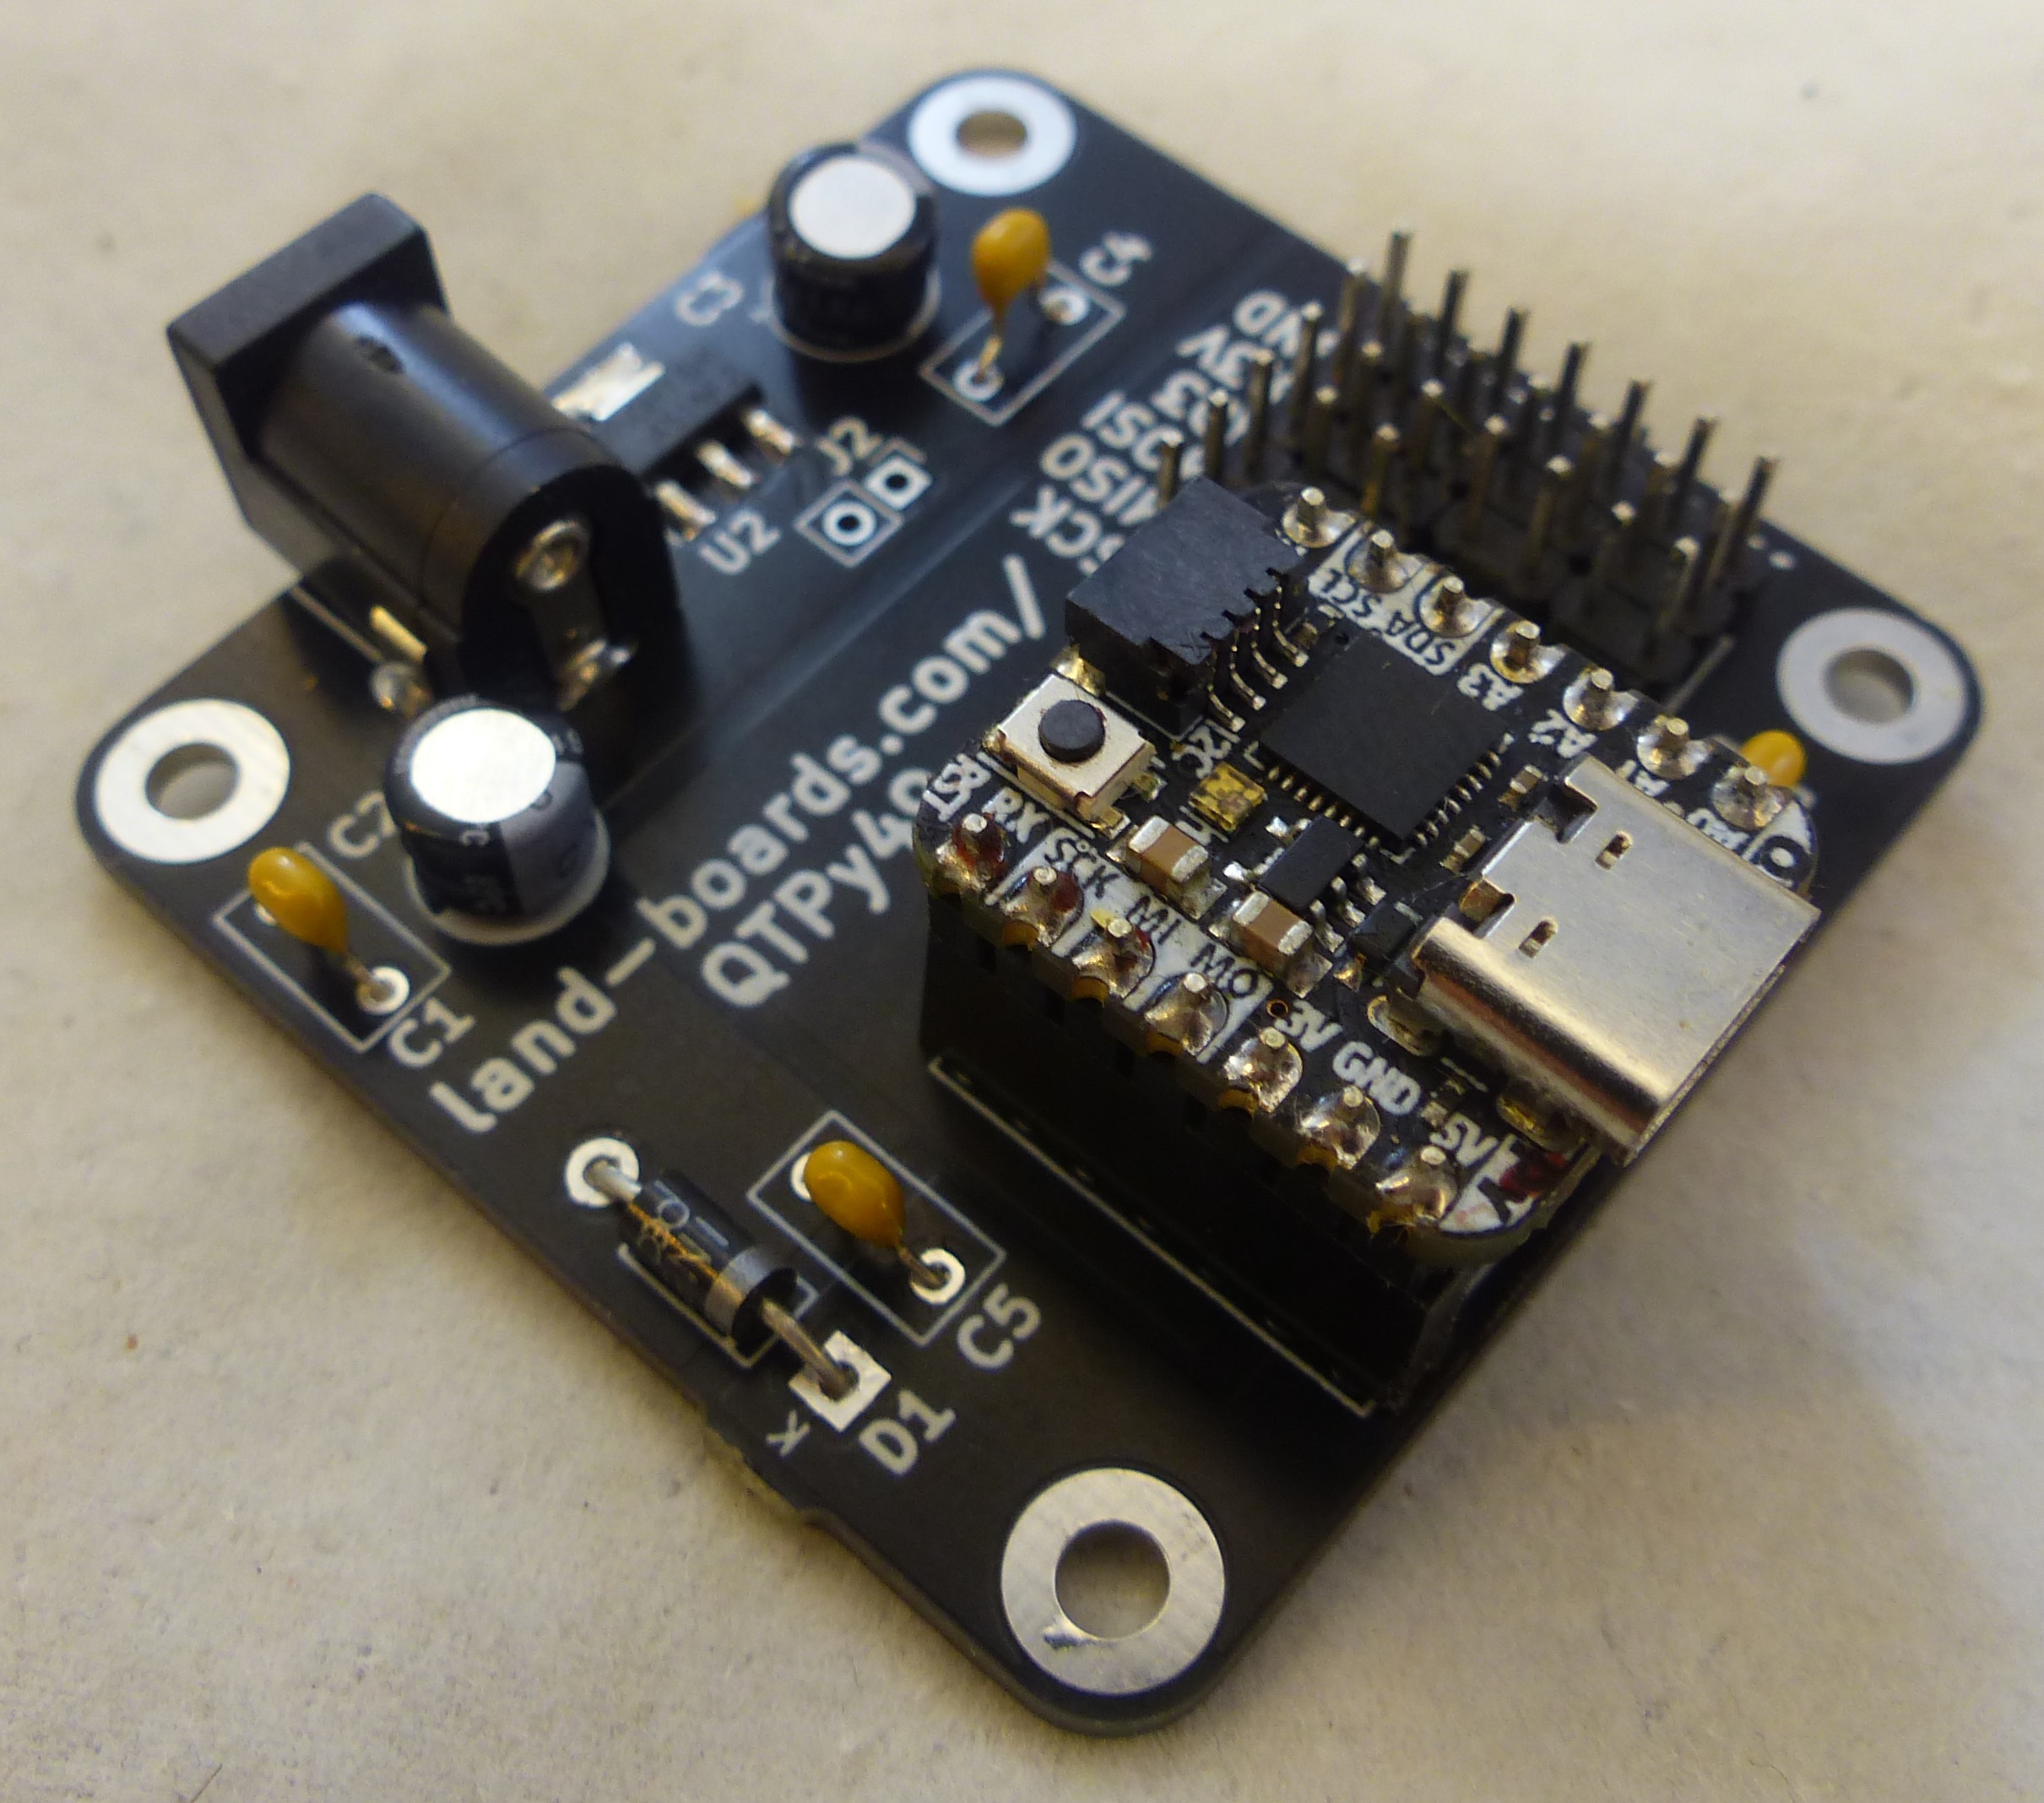 C4
C3
GND
J2
U2
MOSI
MISO
SCK
land-boards.com/
C2
C1
C5
K
D1
SCL
SDA
A3
A2
A1
I2C
RST
RX
SCK
MI
MO
3V
GND
5V